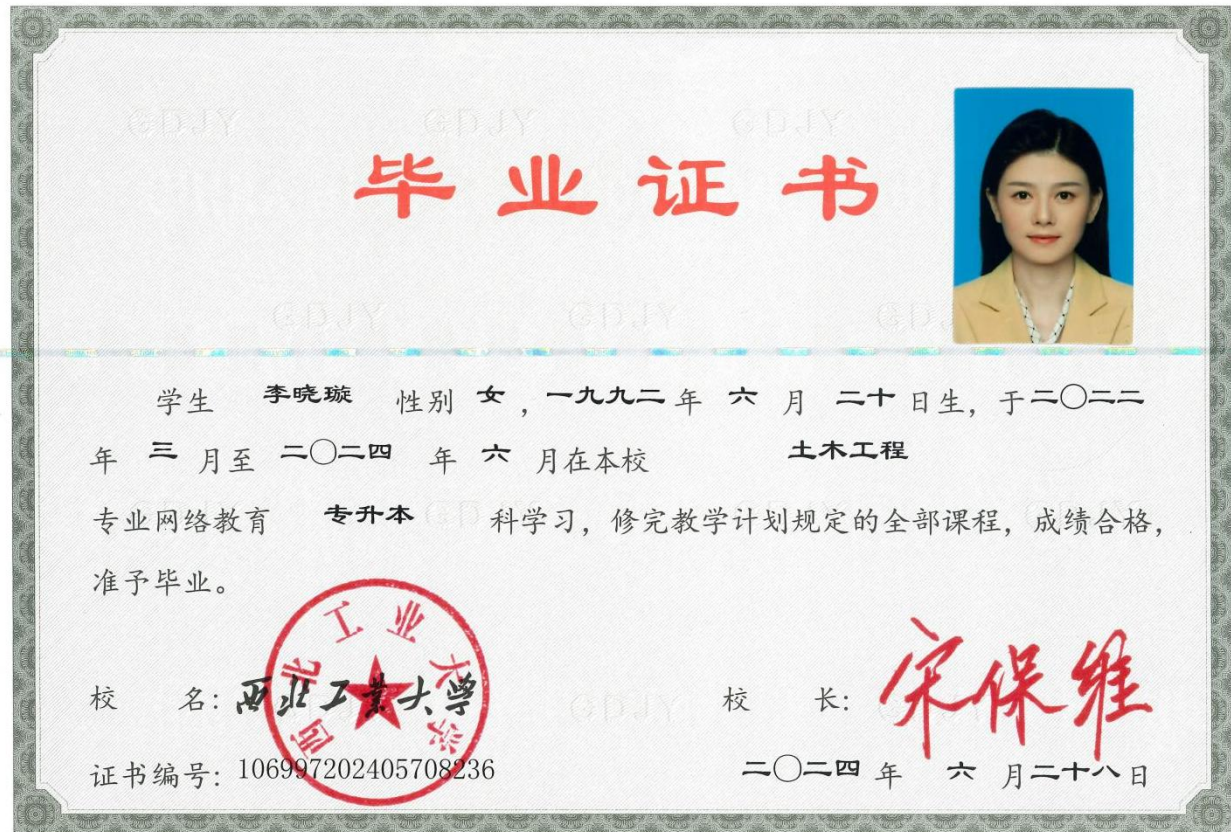 毕业证书
学生 李晓璇 性别 女，一九九二 年 六 月 二十 日生，于二〇二二
年 三 月至 二〇二四 年 六 月在本校 土木工程
专业网络教育 专升本 科学习，修完教学计划规定的全部课程，成绩合格，
准予毕业。
校 名：西北工业大学
校 长：宋保维
证书编号：106997202405708236
二〇二四 年 六 月二十八日
西北工业大学
GDJY GDJY GDJY
GDJY GDJY GDJY